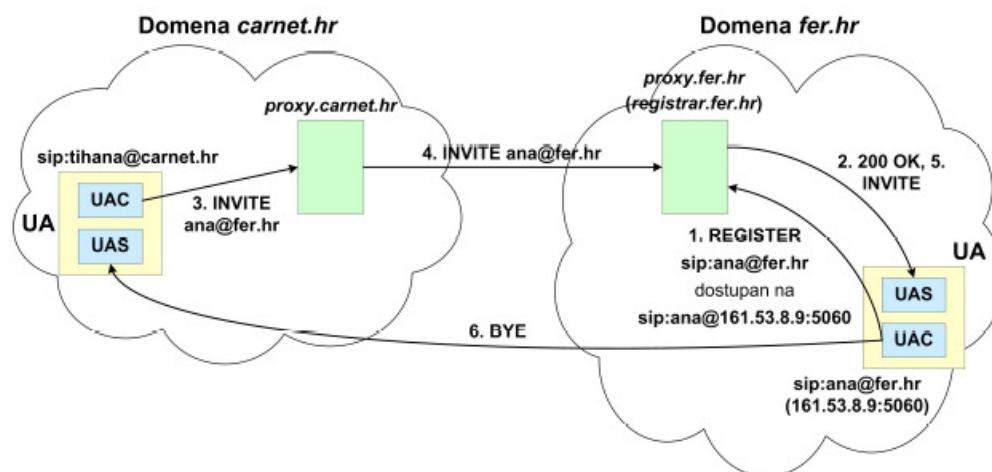 Domena carnet.hr
Domena fer.hr
proxy.carnet.hr
proxy.fer.hr
(registrar.fer.hr)
sip:tihana@carnet.hr
UA
UAC
UAS
3. INVITE
ana@fer.hr
4. INVITE ana@fer.hr
2. 200 OK, 5.
INVITE
1. REGISTER
sip:ana@fer.hr
dostupan na
sip:ana@161.53.8.9:5060
UA
UAS
UAC
6. BYE
sip:ana@fer.hr
(161.53.8.9:5060)